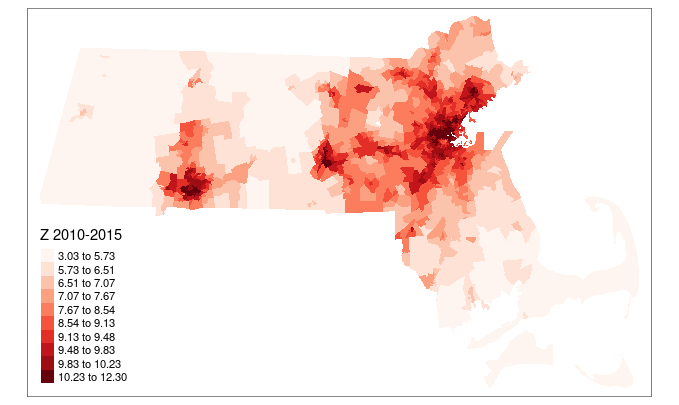 Z 2010-2015
3.03 to 5.73
5.73 to 6.51
6.51 to 7.07
7.07 to 7.67
7.67 to 8.54
8.54 to 9.13
9.13 to 9.48
9.48 to 9.83
9.83 to 10.23
10.23 to 12.30